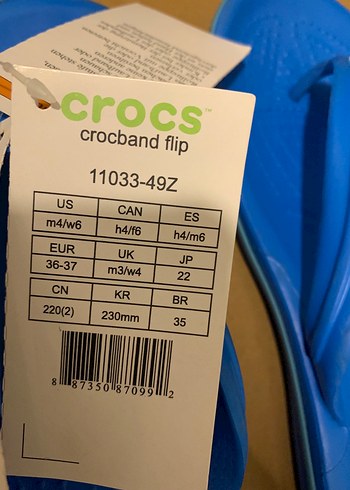 crocs™
crocband flip
11033-49Z
US CAN ES
m4/w6 h4/f6 h4/m6
EUR UK JP
36-37 m3/w4 22
CN KR BR
220(2) 230mm 35
8 87350 87099 2